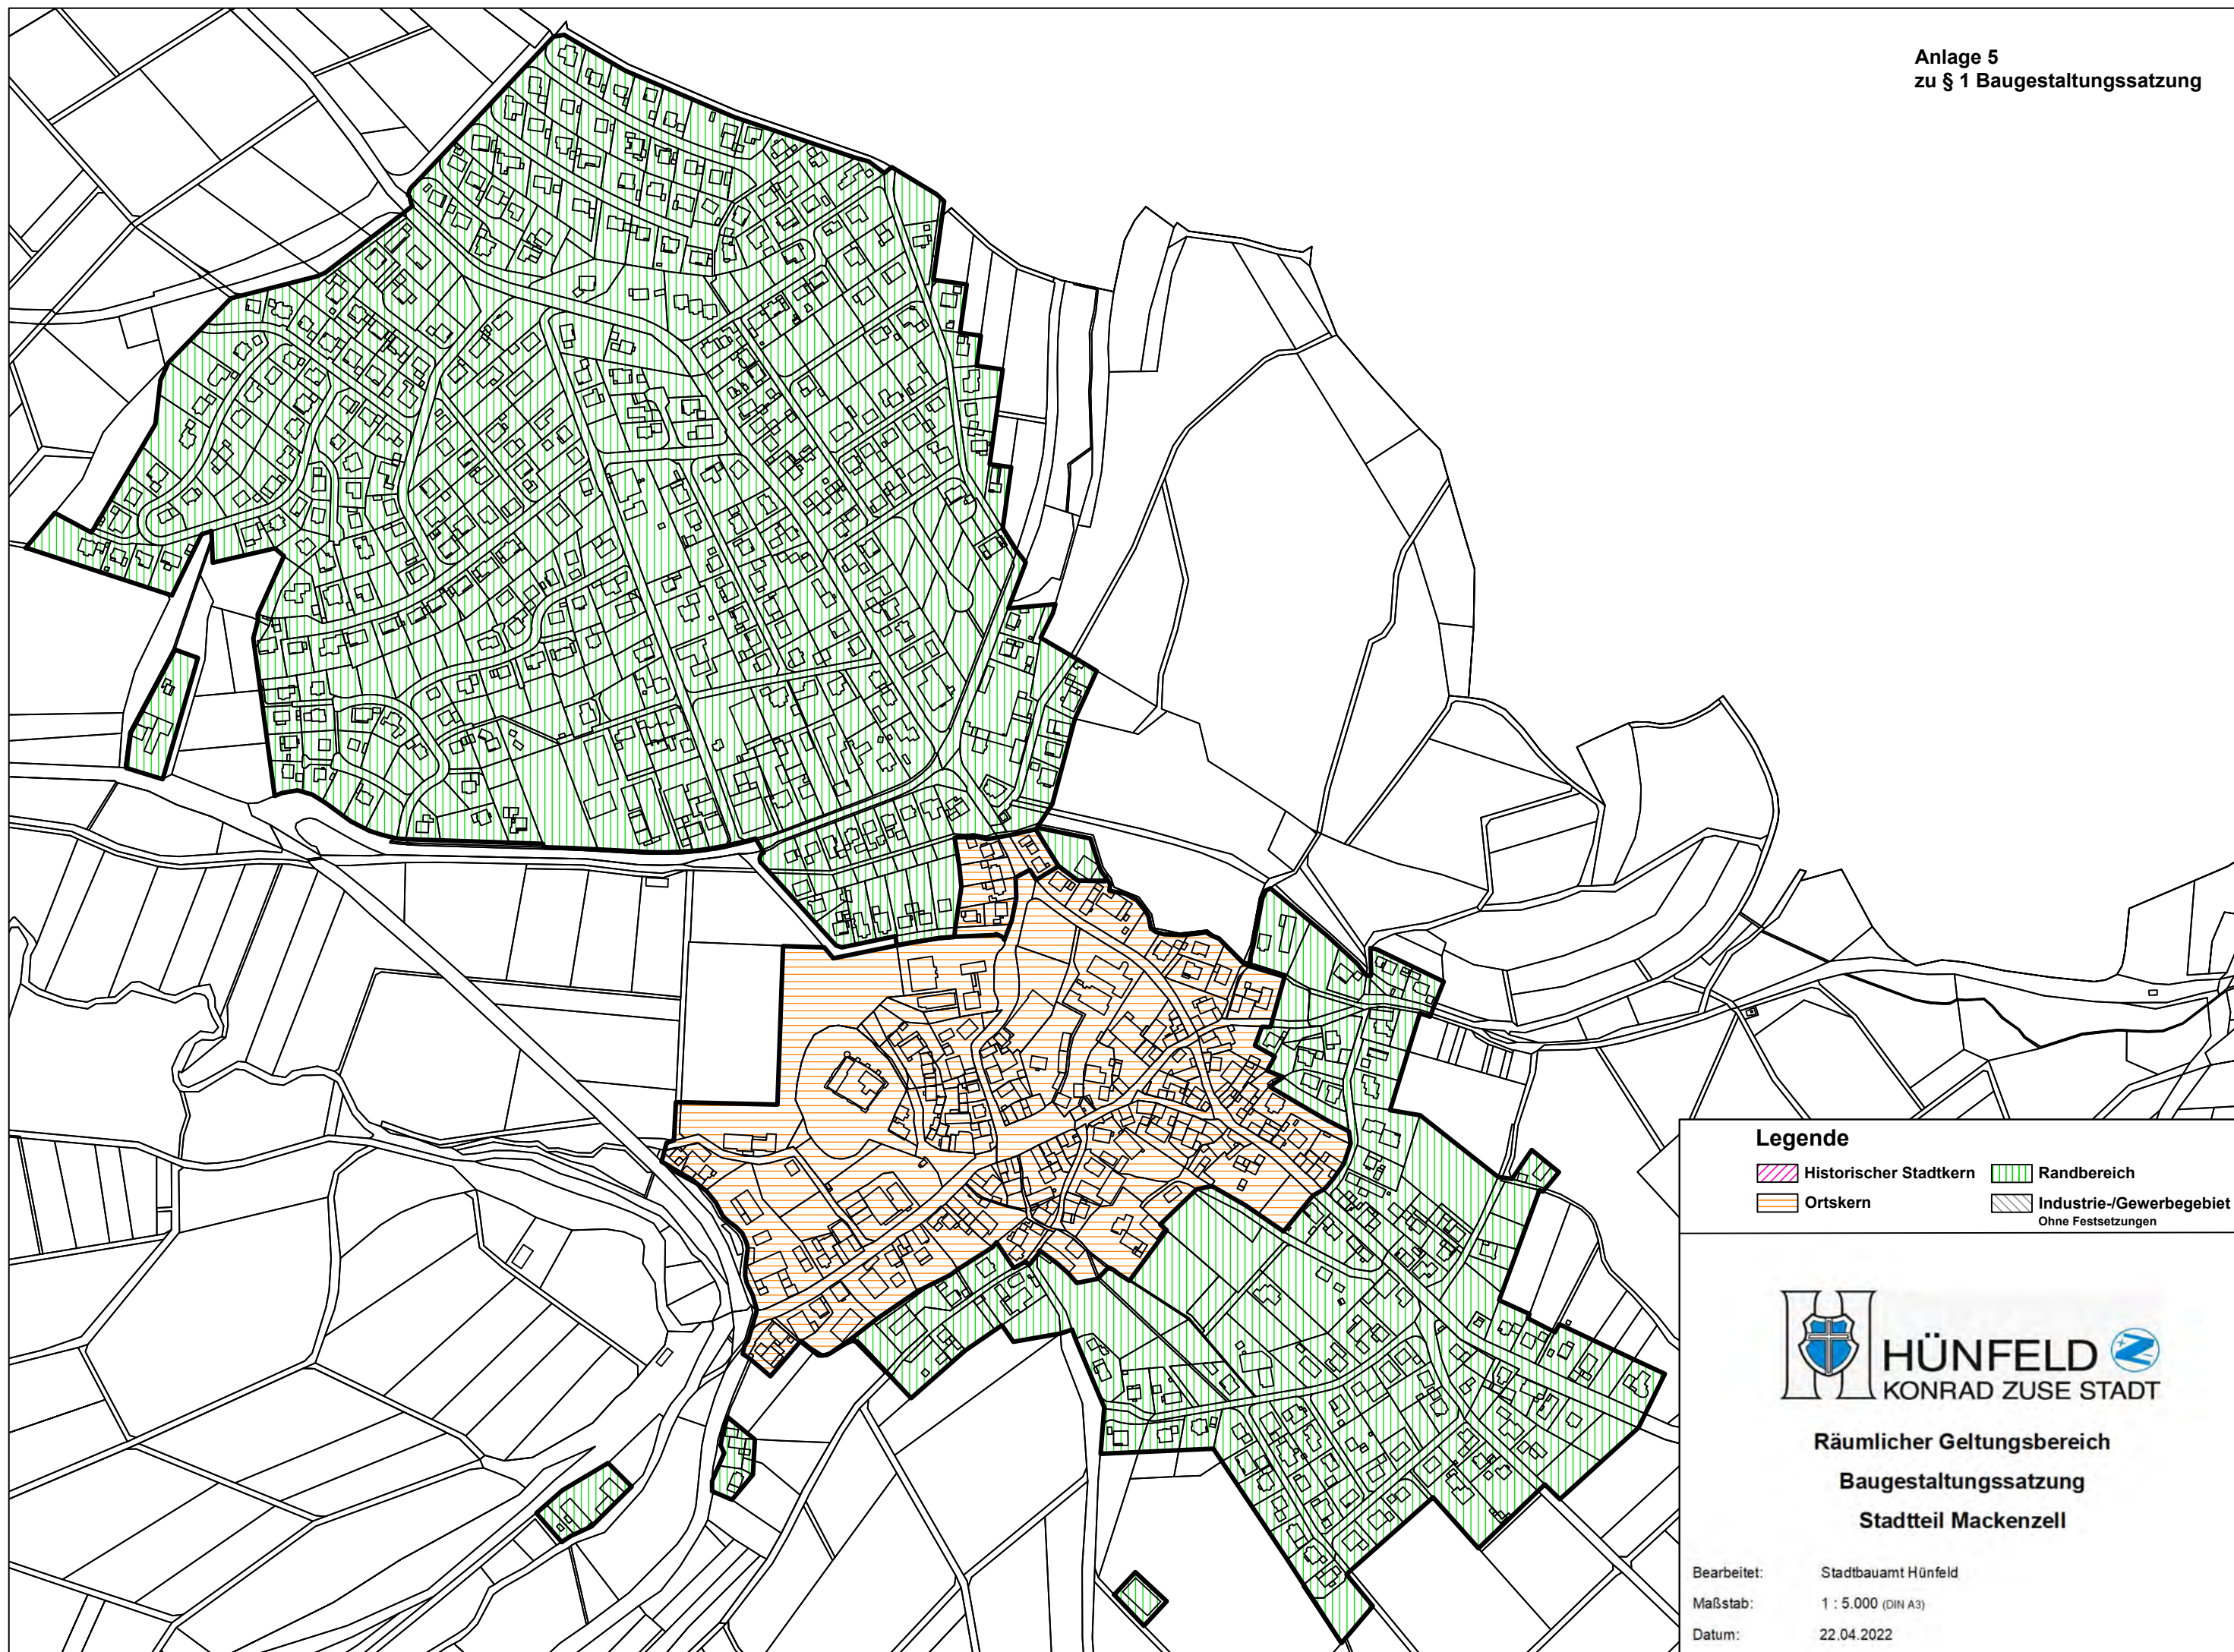 Anlage 5
zu § 1 Baugestaltungssatzung
Legende
Historischer Stadtkern
Randbereich
Ortskern
Industrie-/Gewerbegebiet
Ohne Festsetzungen
HÜNFELD
KONRAD ZUSE STADT
Räumlicher Geltungsbereich
Baugestaltungssatzung
Stadtteil Mackenzell
Bearbeitet: Stadtbauamt Hünfeld
Maßstab: 1 : 5.000 (DIN A3)
Datum: 22.04.2022